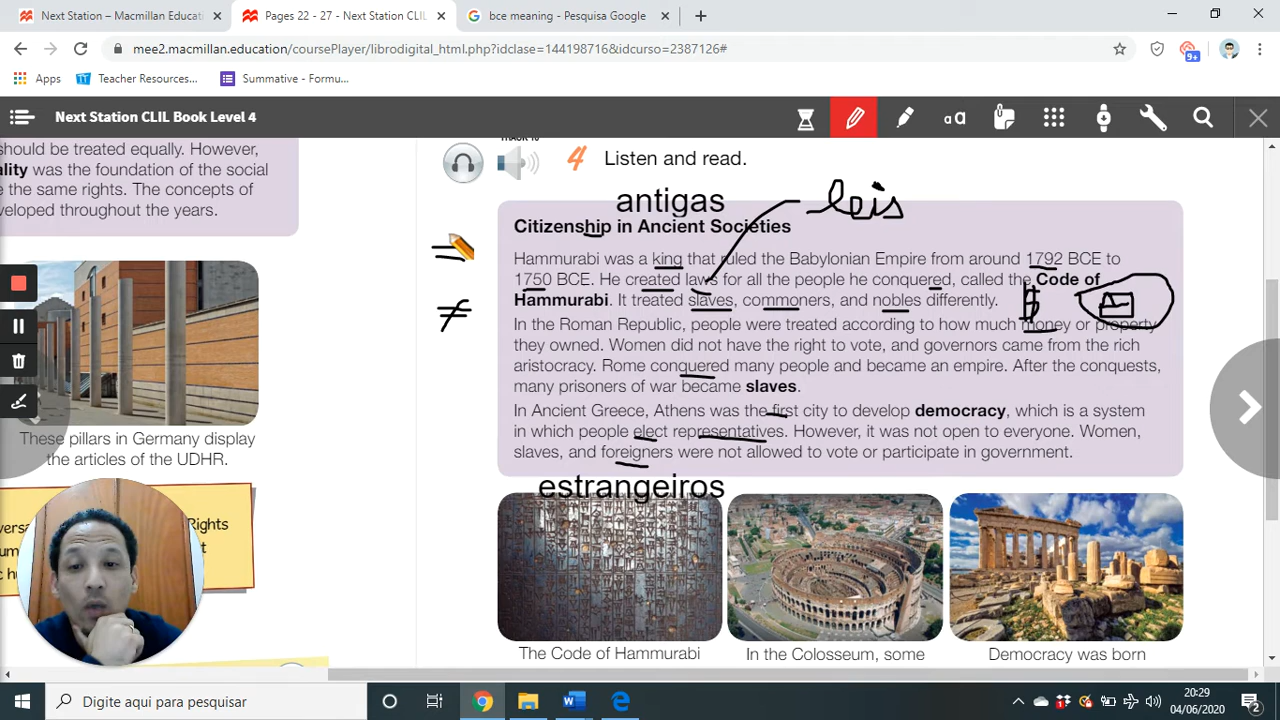 Next Station – Macmillan Educati
Pages 22 - 27 - Next Station CLIL
bce meaning - Pesquisa Google
mee2.macmillan.education/coursePlayer/librodigital_html.php?idclase=144198716&idcurso=2387126#
9+
Apps
Teacher Resources...
Summative - Formu...
Next Station CLIL Book Level 4
aa
should be treated equally. However,
ality was the foundation of the social
e the same rights. The concepts of
veloped throughout the years.
These pillars in Germany display
the articles of the UDHR.
Rights
4 Listen and read.
antigas
leis
Citizenship in Ancient Societies
Hammurabi was a king that ruled the Babylonian Empire from around 1792 BCE to
1750 BCE. He created laws for all the people he conquered, called the Code of
Hammurabi. It treated slaves, commoners, and nobles differently.
=
≠
$
In the Roman Republic, people were treated according to how much money or property
they owned. Women did not have the right to vote, and governors came from the rich
aristocracy. Rome conquered many people and became an empire. After the conquests,
many prisoners of war became slaves.
In Ancient Greece, Athens was the first city to develop democracy, which is a system
in which people elect representatives. However, it was not open to everyone. Women,
slaves, and foreigners were not allowed to vote or participate in government.
estrangeiros
The Code of Hammurabi
In the Colosseum, some
Democracy was born
Digite aqui para pesquisar
20:29
04/06/2020
2